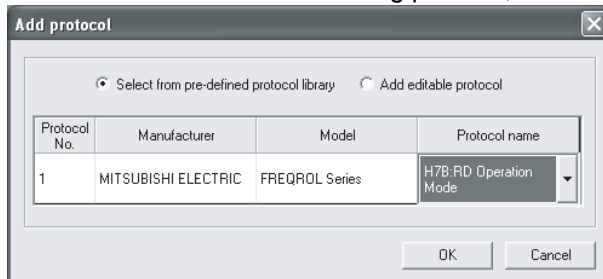 Add protocol
Select from pre-defined protocol library Add editable protocol
Protocol No. Manufacturer Model Protocol name
1 MITSUBISHI ELECTRIC FREQROL Series H7B:RD Operation Mode
OK Cancel